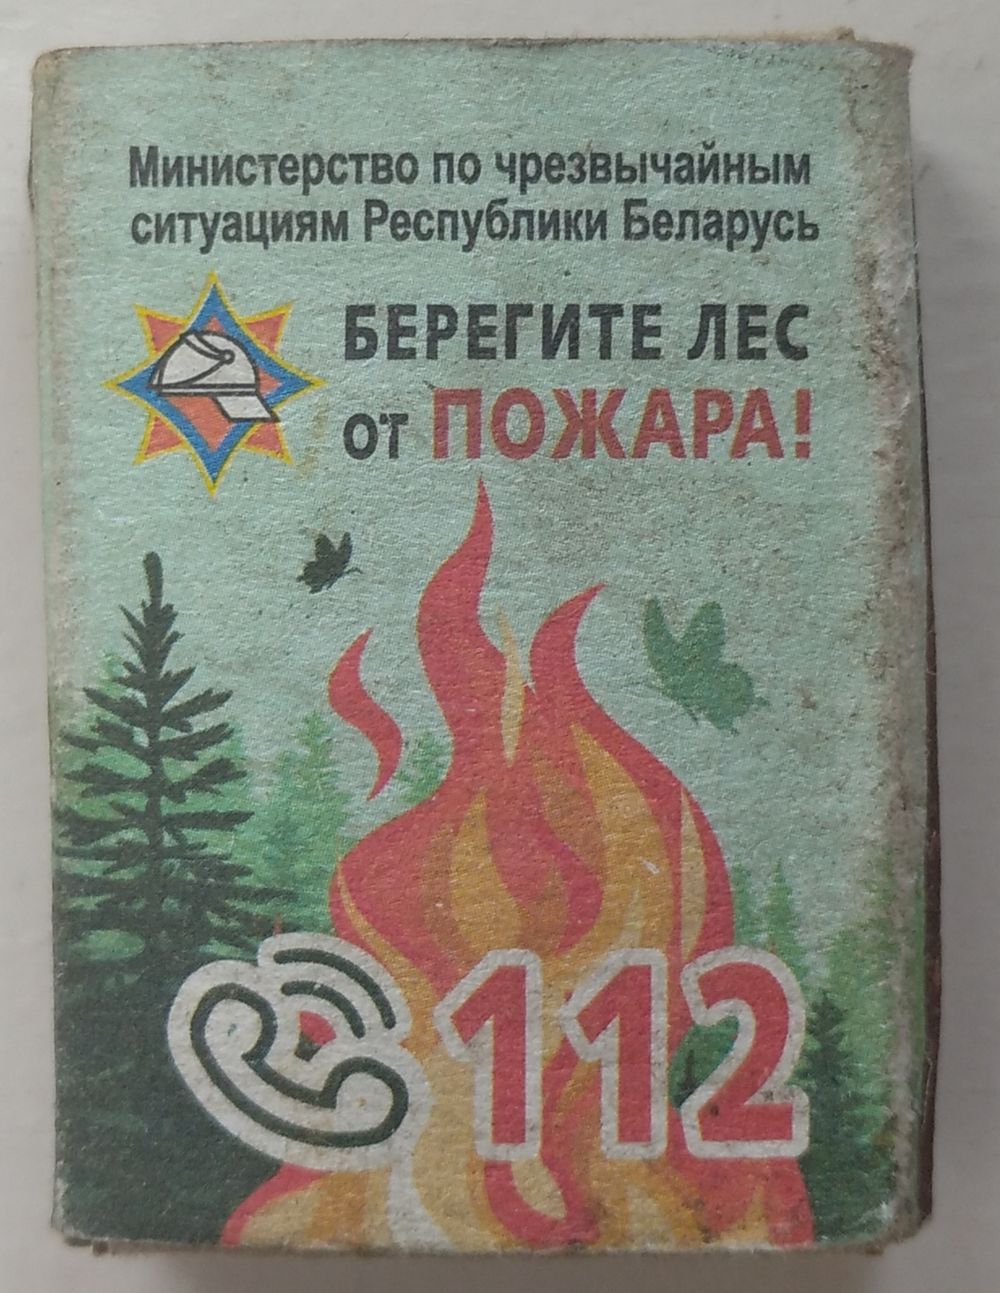 Министерство по чрезвычайным
ситуациям Республики Беларусь
БЕРЕГИТЕ ЛЕС
от ПОЖАРА!
112